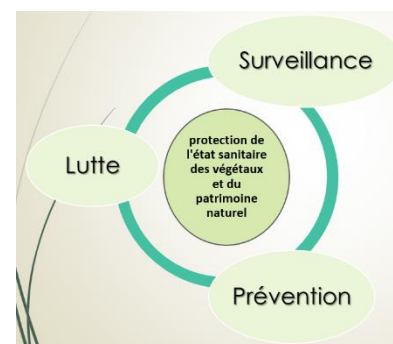 Surveillance
protection de
l'état sanitaire
des végétaux
et du
patrimoine
naturel
Lutte
Prévention